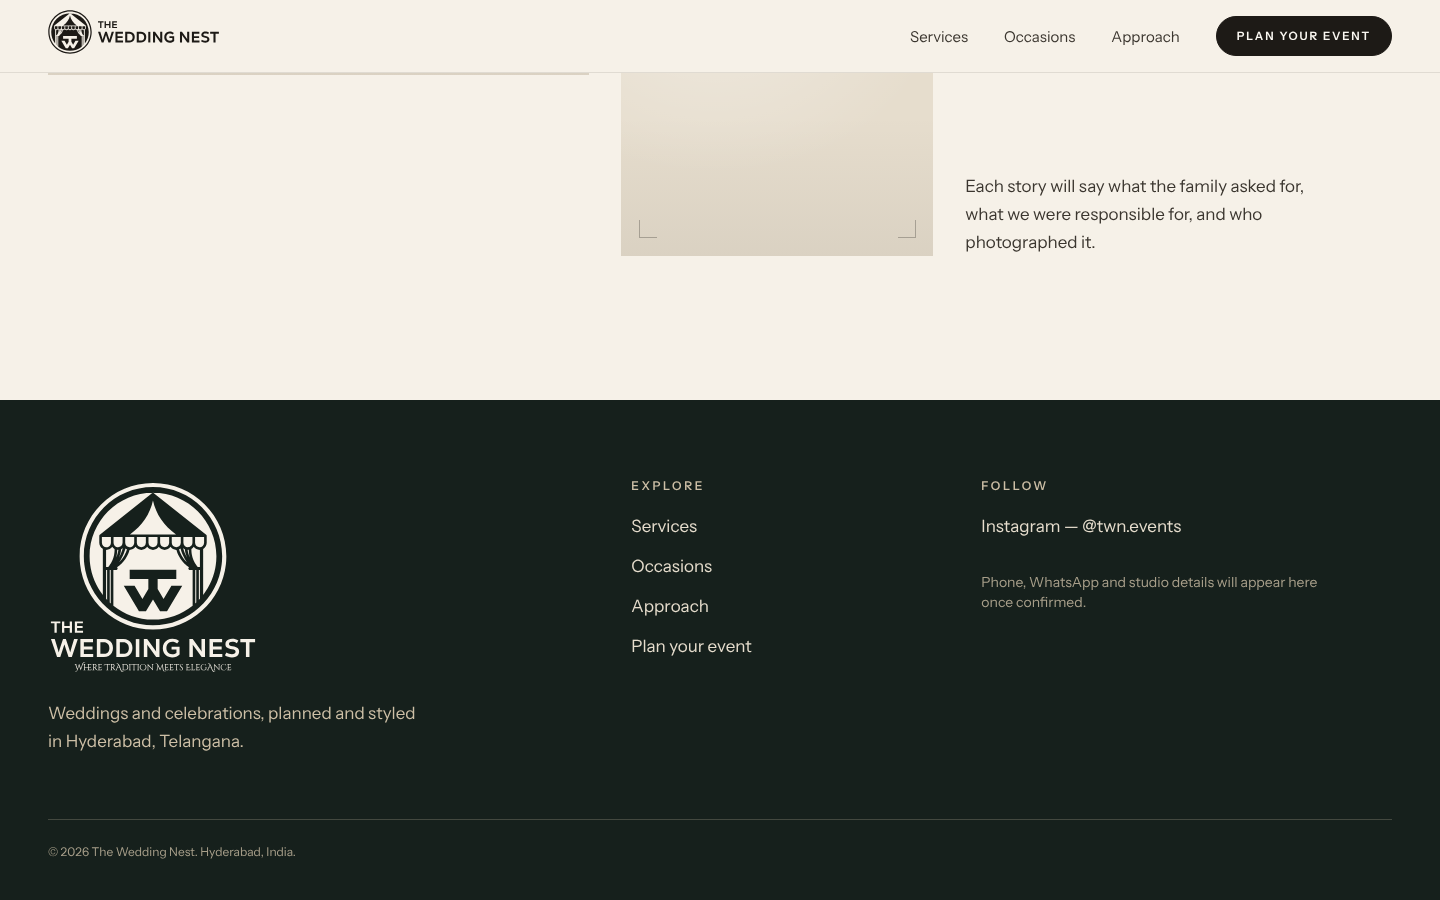 THE
WEDDING NEST
Services
Occasions
Approach
PLAN YOUR EVENT
Each story will say what the family asked for,
what we were responsible for, and who
photographed it.
THE
WEDDING NEST
WHERE TRADITION MEETS ELEGANCE
Weddings and celebrations, planned and styled
in Hyderabad, Telangana.
EXPLORE
Services
Occasions
Approach
Plan your event
FOLLOW
Instagram — @twn.events
Phone, WhatsApp and studio details will appear here
once confirmed.
© 2026 The Wedding Nest. Hyderabad, India.